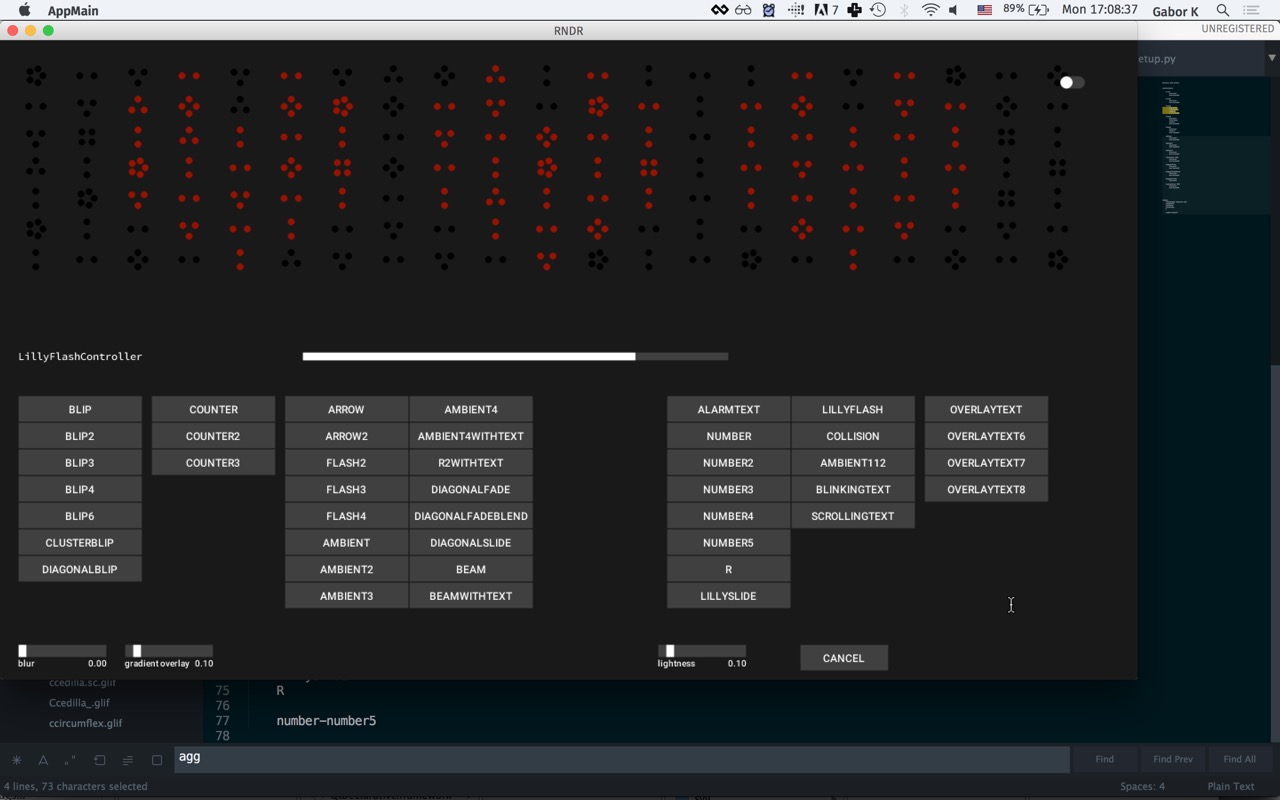 AppMain
7
89%
Mon 17:08:37
Gabor K
RNDR
UNREGISTERED
etup.py
LillyFlashController
BLIP
COUNTER
ARROW
AMBIENT4
ALARMTEXT
LILLYFLASH
OVERLAYTEXT
BLIP2
COUNTER2
ARROW2
AMBIENT4WITHTEXT
NUMBER
COLLISION
OVERLAYTEXT6
BLIP3
COUNTER3
FLASH2
R2WITHTEXT
NUMBER2
AMBIENT112
OVERLAYTEXT7
BLIP4
FLASH3
DIAGONALFADE
NUMBER3
BLINKINGTEXT
OVERLAYTEXT8
BLIP6
FLASH4
DIAGONALFADEBLEND
NUMBER4
SCROLLINGTEXT
CLUSTERBLIP
AMBIENT
DIAGONALSLIDE
NUMBER5
DIAGONALBLIP
AMBIENT2
BEAM
R
AMBIENT3
BEAMWITHTEXT
LILLYSLIDE
blur 0.00
gradient overlay 0.10
lightness 0.10
CANCEL
ccedilla.sc.glif
Ccedilla_.glif
ccircumflex.glif
75 R
76
77 number-number5
78
agg
Find
Find Prev
Find All
4 lines, 73 characters selected
Spaces: 4
Plain Text